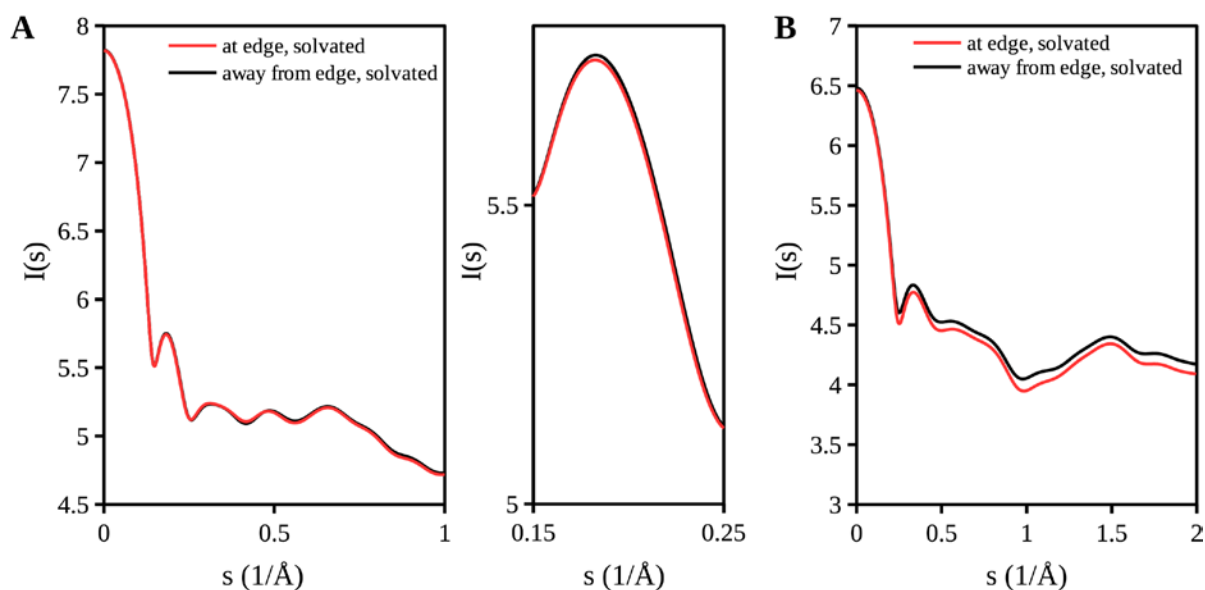 A
8
7.5
7
6.5
6
5.5
5
4.5
0
0.5
1
I(s)
s (1/Å)
at edge, solvated
away from edge, solvated
5.5
5
0.15
0.25
I(s)
s (1/Å)
B
7
6.5
6
5.5
5
4.5
4
3.5
3
0
0.5
1
1.5
2
I(s)
s (1/Å)
at edge, solvated
away from edge, solvated